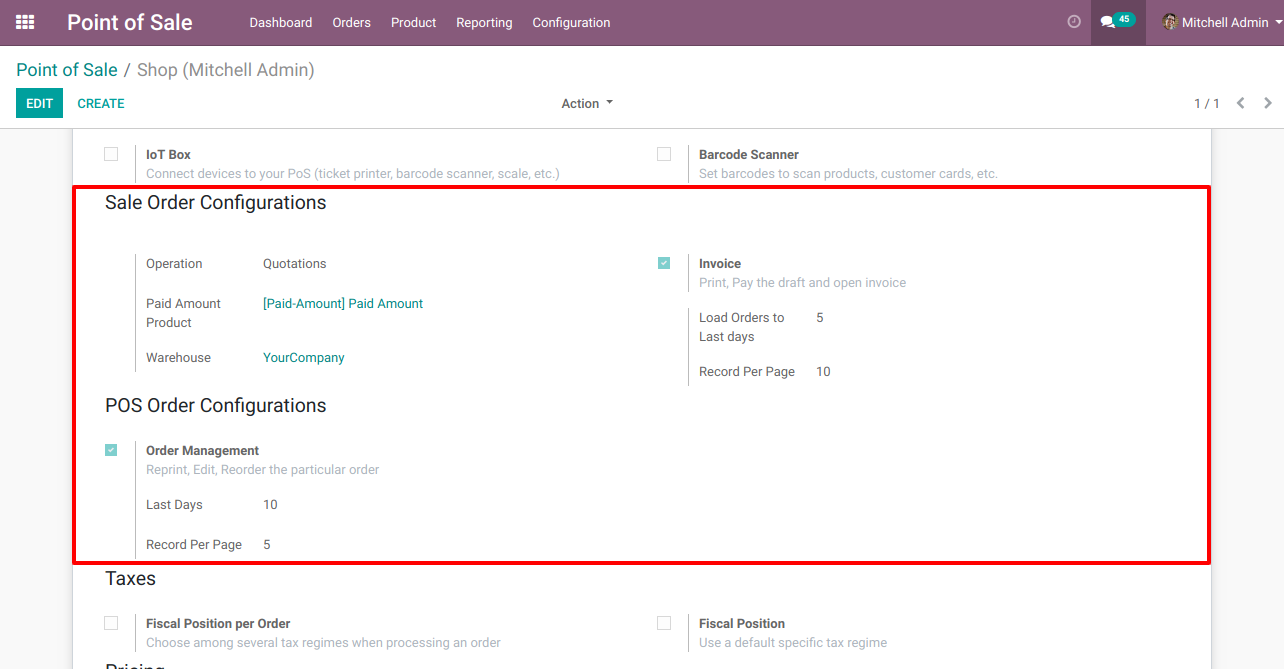 Point of Sale Dashboard Orders Product Reporting Configuration 45 Mitchell Admin
Point of Sale / Shop (Mitchell Admin)
EDIT CREATE Action 1 / 1
IoT Box Barcode Scanner
Connect devices to your PoS (ticket printer, barcode scanner, scale, etc.) Set barcodes to scan products, customer cards, etc.
Sale Order Configurations
Operation Quotations Invoice
Print, Pay the draft and open invoice
Paid Amount [Paid-Amount] Paid Amount
Product
Load Orders to 5
Last days
Warehouse YourCompany
Record Per Page 10
POS Order Configurations
Order Management
Reprint, Edit, Reorder the particular order
Last Days 10
Record Per Page 5
Taxes
Fiscal Position per Order Fiscal Position
Choose among several tax regimes when processing an order Use a default specific tax regime
Pricing